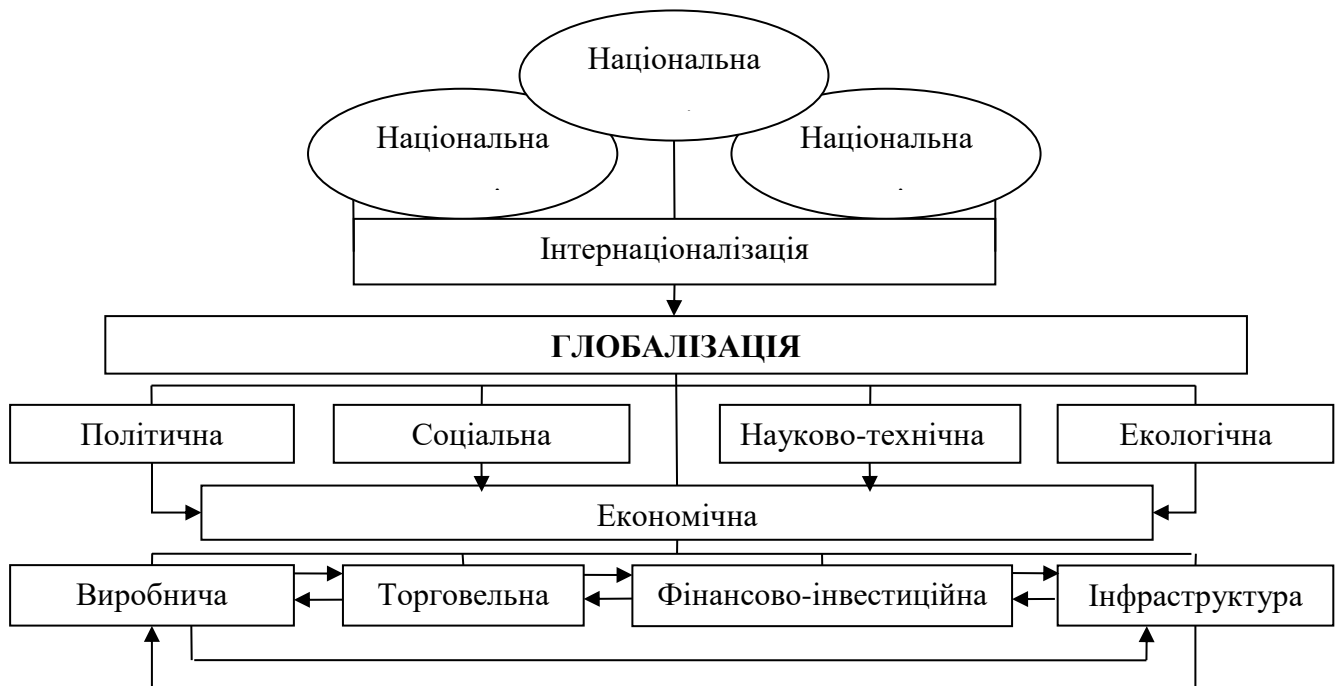 Національна
Національна
Національна
Інтернаціоналізація
ГЛОБАЛІЗАЦІЯ
Політична
Соціальна
Науково-технічна
Екологічна
Економічна
Виробнича
Торговельна
Фінансово-інвестиційна
Інфраструктура